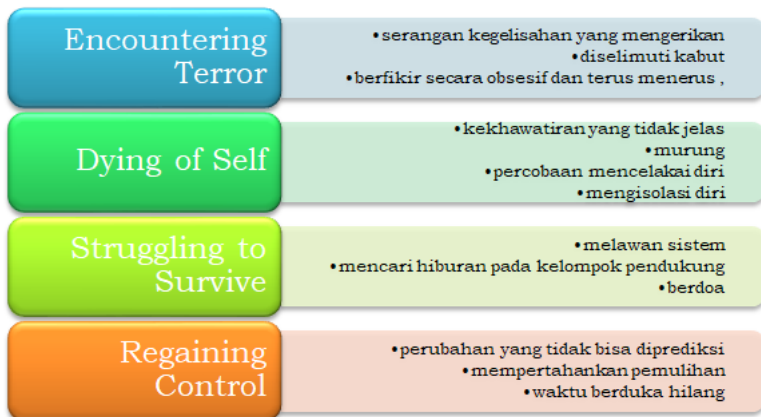 Encountering
Terror
•serangan kegelisahan yang mengerikan
•diselimuti kabut
•berfikir secara obsesif dan terus menerus ,
Dying of Self
•kekhawatiran yang tidak jelas
•murung
•percobaan mencelakai diri
•mengisolasi diri
Struggling to
Survive
•melawan sistem
•mencari hiburan pada kelompok pendukung
•berdoa
Regaining
Control
•perubahan yang tidak bisa diprediksi
•mempertahankan pemulihan
•waktu berduka hilang